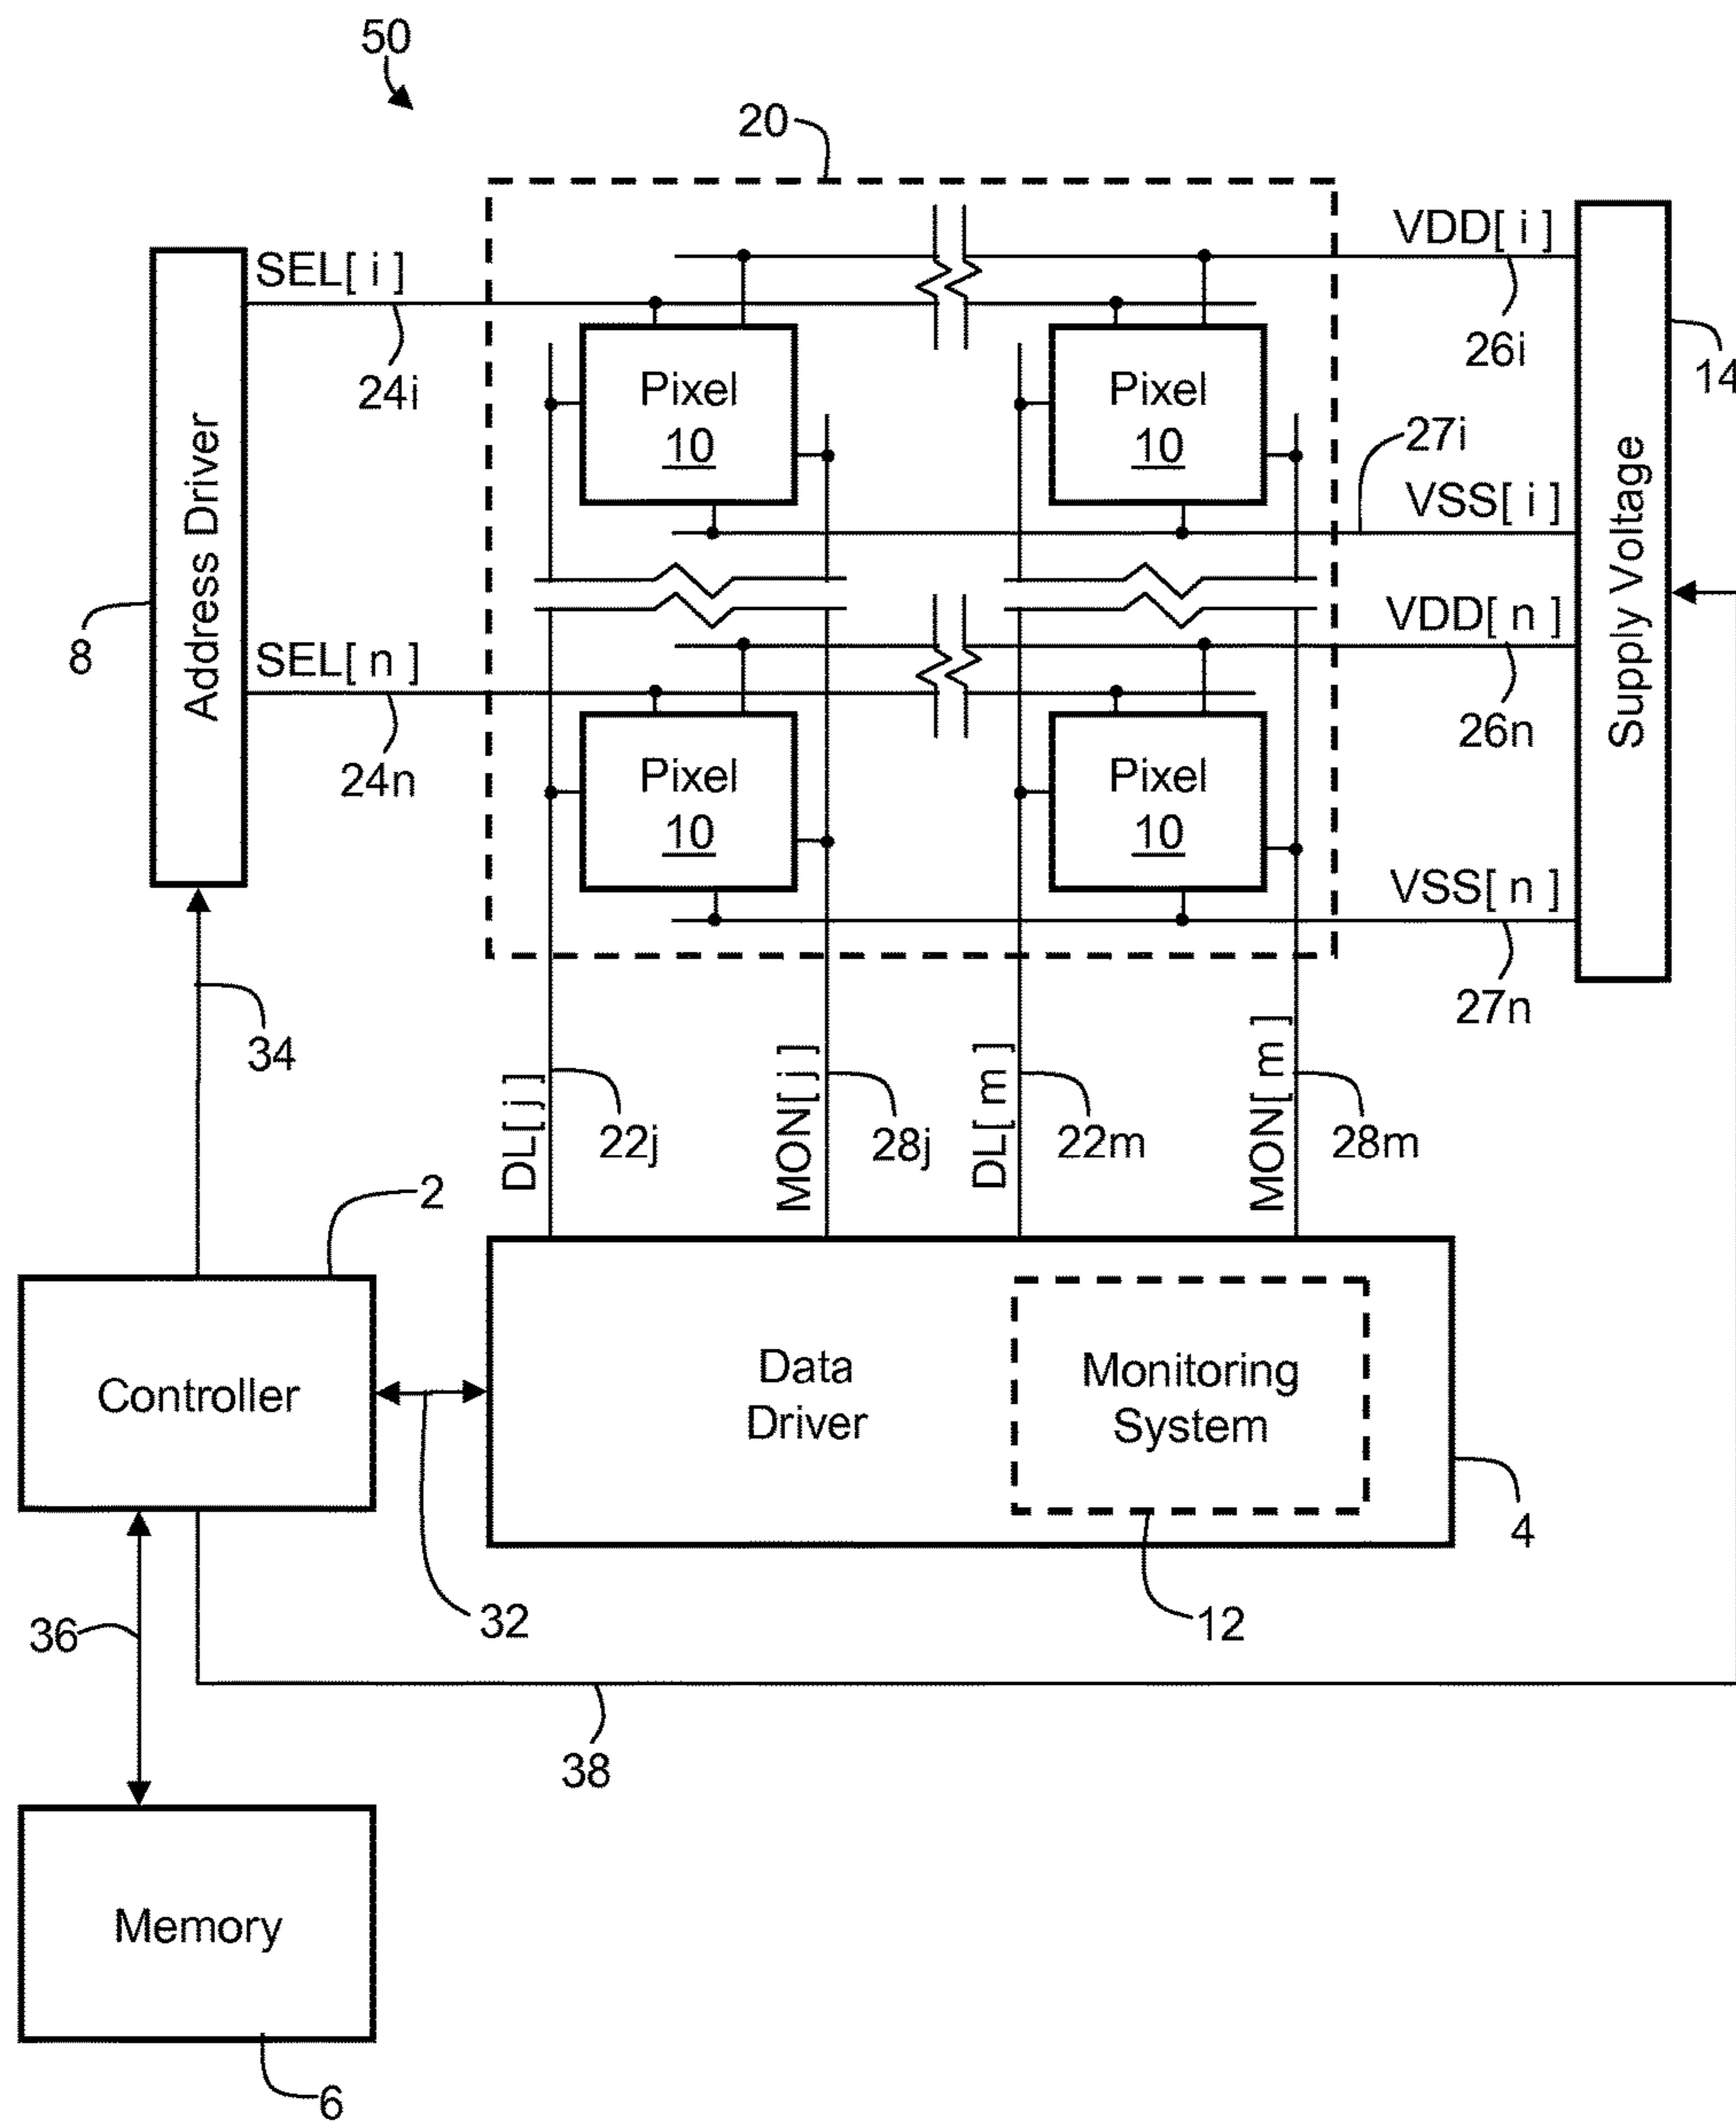 50
20
SEL[ i ]
VDD[ i ]
24i
26i
14
Pixel
10
Pixel
10
27i
VSS[ i ]
Address Driver
Supply Voltage
8
SEL[ n ]
VDD[ n ]
24n
26n
Pixel
10
Pixel
10
VSS[ n ]
27n
34
DL[ j ]
22j
MON[ j ]
28j
DL[ m ]
22m
MON[ m ]
28m
2
Controller
Data
Driver
Monitoring
System
4
32
12
36
38
Memory
6